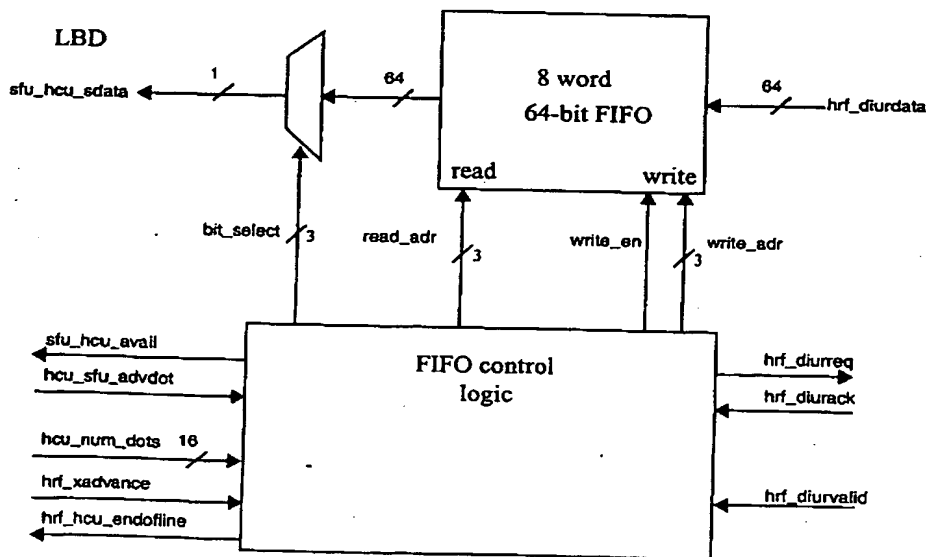 LBD
sfu_hcu_sdata
1
64
8 word
64-bit FIFO
64
hrf_diurdata
read
write
bit_select
3
read_adr
3
write_en
write_adr
3
sfu_hcu_avail
hcu_sfu_advdot
hcu_num_dots 16
hrf_xadvance
hrf_hcu_endofline
FIFO control
logic
hrf_diurreq
hrf_diurack
hrf_diurvalid